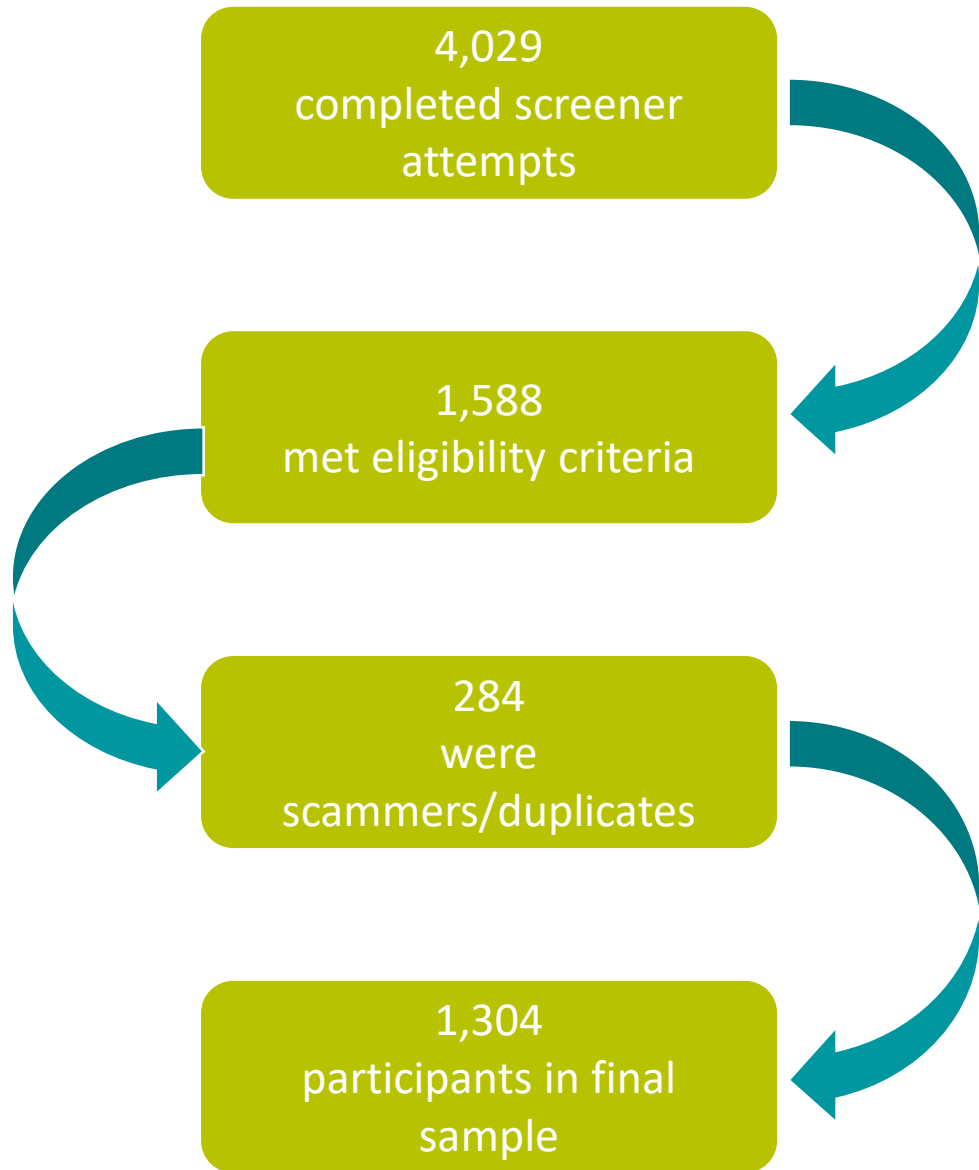 4,029
completed screener
attempts
1,588
met eligibility criteria
284
were
scammers/duplicates
1,304
participants in final
sample